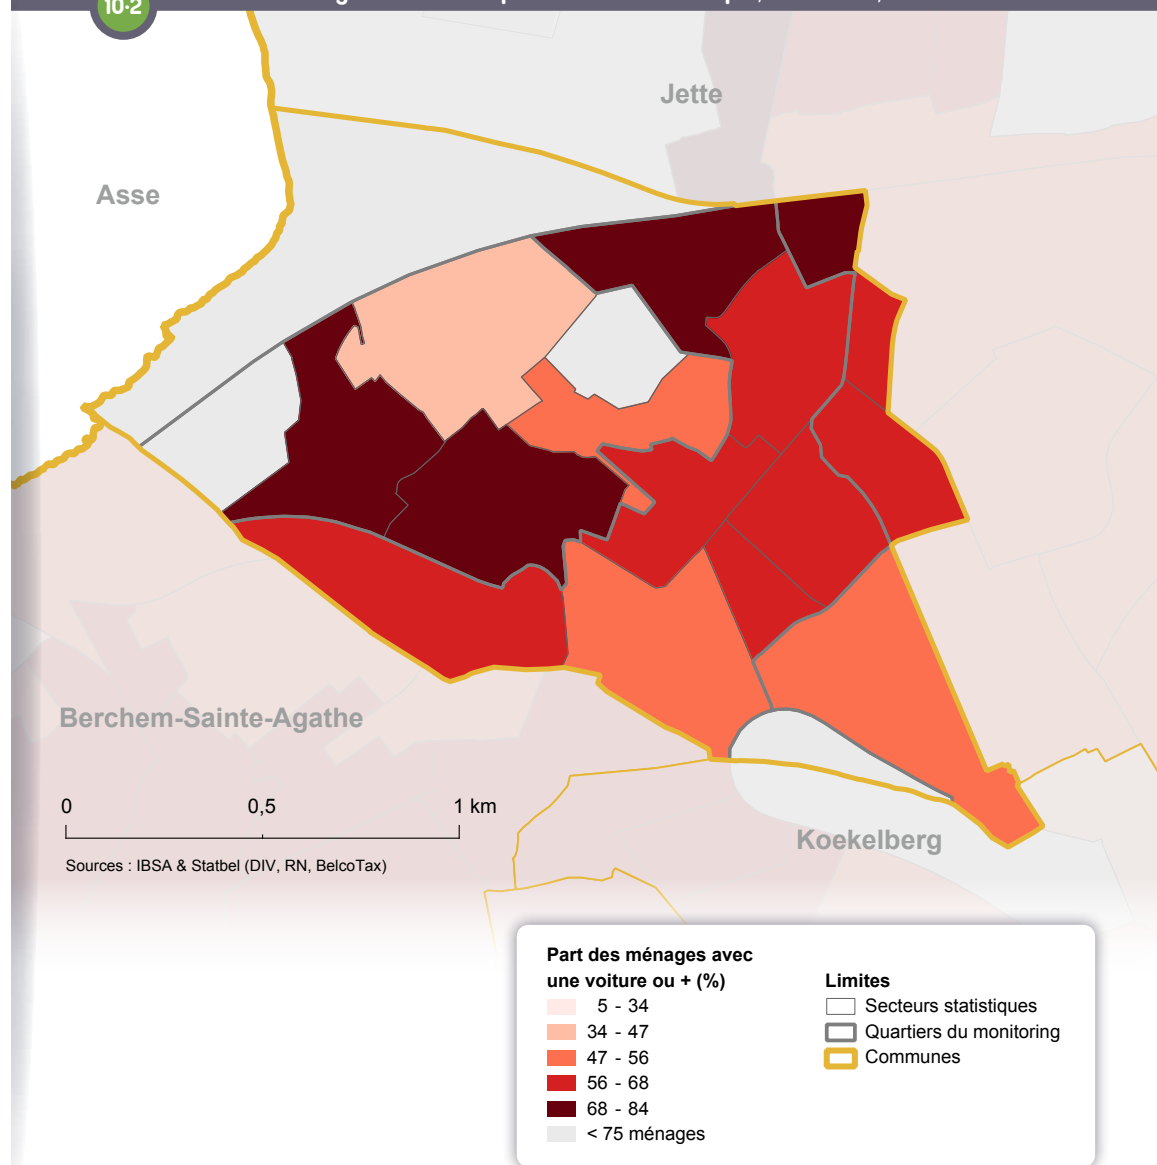 10·2
Jette
Asse
Berchem-Sainte-Agathe
0 0,5 1 km
Koekelberg
Sources : IBSA & Statbel (DIV, RN, BelcoTax)
Part des ménages avec
une voiture ou + (%)
5 - 34
34 - 47
47 - 56
56 - 68
68 - 84
< 75 ménages
Limites
Secteurs statistiques
Quartiers du monitoring
Communes